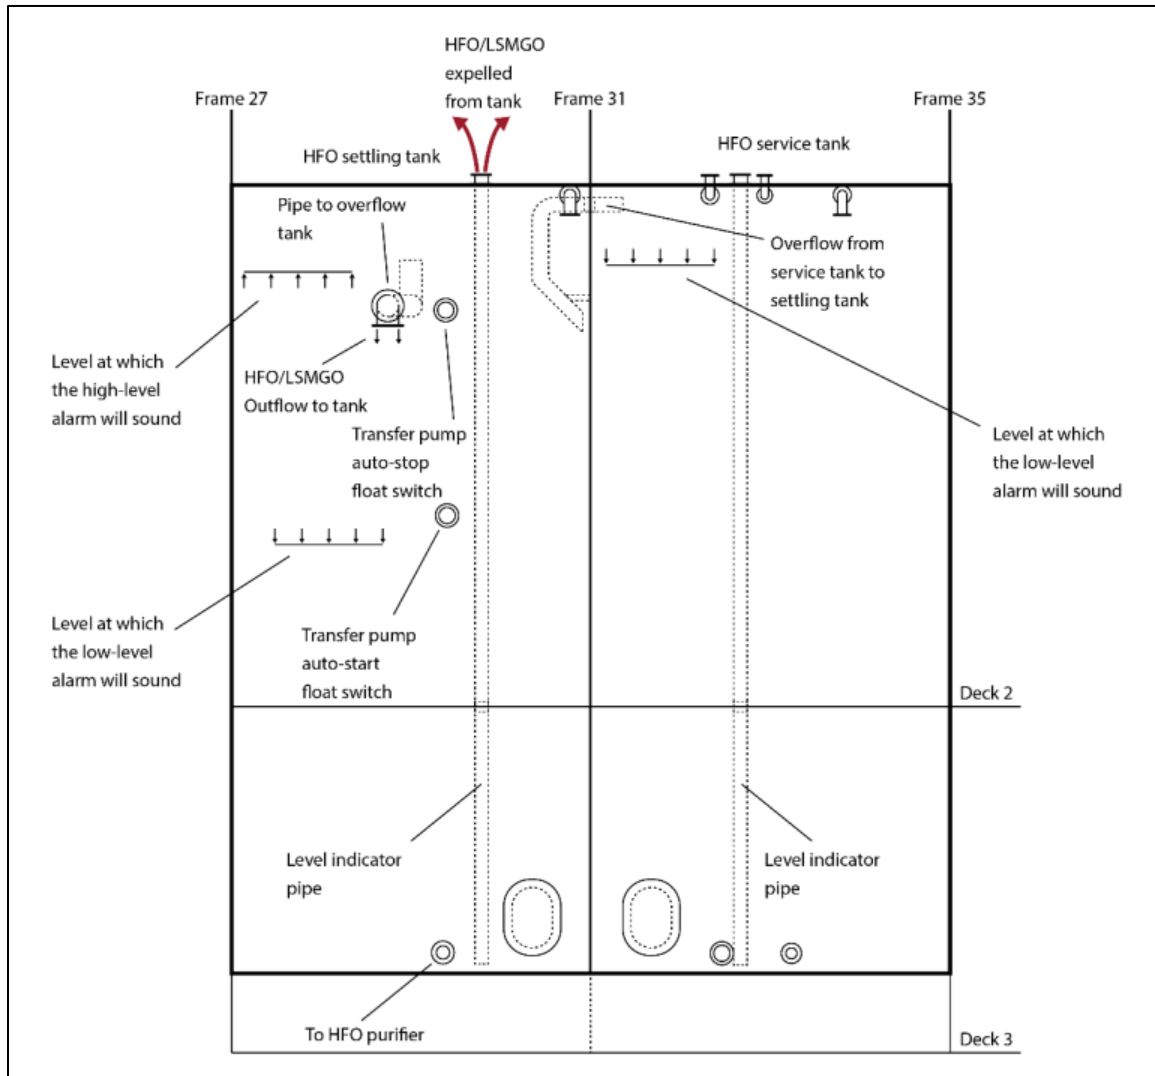 HFO/LSMGO
expelled
from tank
Frame 27
Frame 31
Frame 35
HFO settling tank
HFO service tank
Pipe to overflow
tank
Overflow from
service tank to
settling tank
Level at which
the high-level
alarm will sound
HFO/LSMGO
Outflow to tank
Transfer pump
auto-stop
float switch
Level at which
the low-level
alarm will sound
Level at which
the low-level
alarm will sound
Transfer pump
auto-start
float switch
Deck 2
Level indicator
pipe
Level indicator
pipe
To HFO purifier
Deck 3